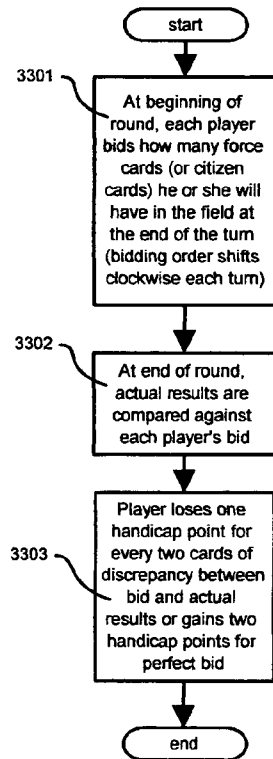 start
3301
At beginning of
round, each player
bids how many force
cards (or citizen
cards) he or she will
have in the field at
the end of the turn
(bidding order shifts
clockwise each turn)
3302
At end of round,
actual results are
compared against
each player's bid
3303
Player loses one
handicap point for
every two cards of
discrepancy between
bid and actual
results or gains two
handicap points for
perfect bid
end